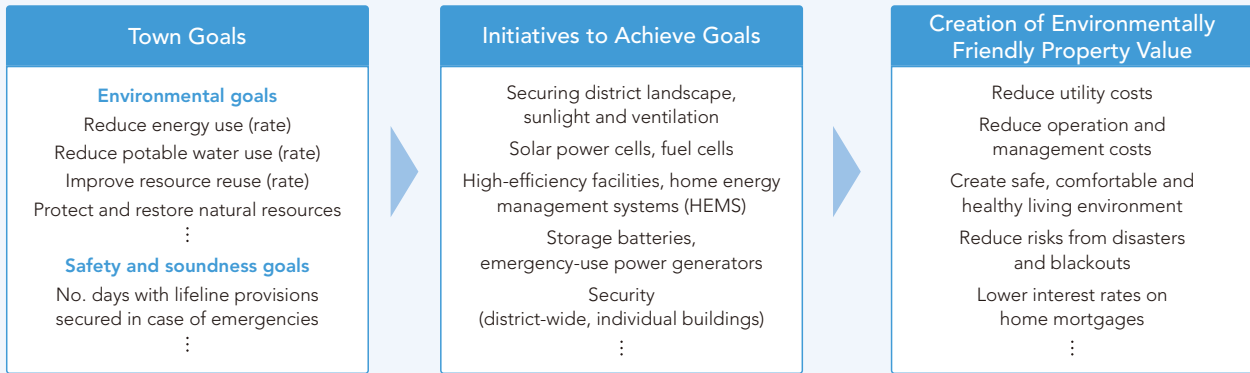 Town Goals
Environmental goals
Reduce energy use (rate)
Reduce potable water use (rate)
Improve resource reuse (rate)
Protect and restore natural resources
⋮
Safety and soundness goals
No. days with lifeline provisions
secured in case of emergencies
⋮
Initiatives to Achieve Goals
Securing district landscape,
sunlight and ventilation
Solar power cells, fuel cells
High-efficiency facilities, home energy
management systems (HEMS)
Storage batteries,
emergency-use power generators
Security
(district-wide, individual buildings)
⋮
Creation of Environmentally
Friendly Property Value
Reduce utility costs
Reduce operation and
management costs
Create safe, comfortable and
healthy living environment
Reduce risks from disasters
and blackouts
Lower interest rates on
home mortgages
⋮